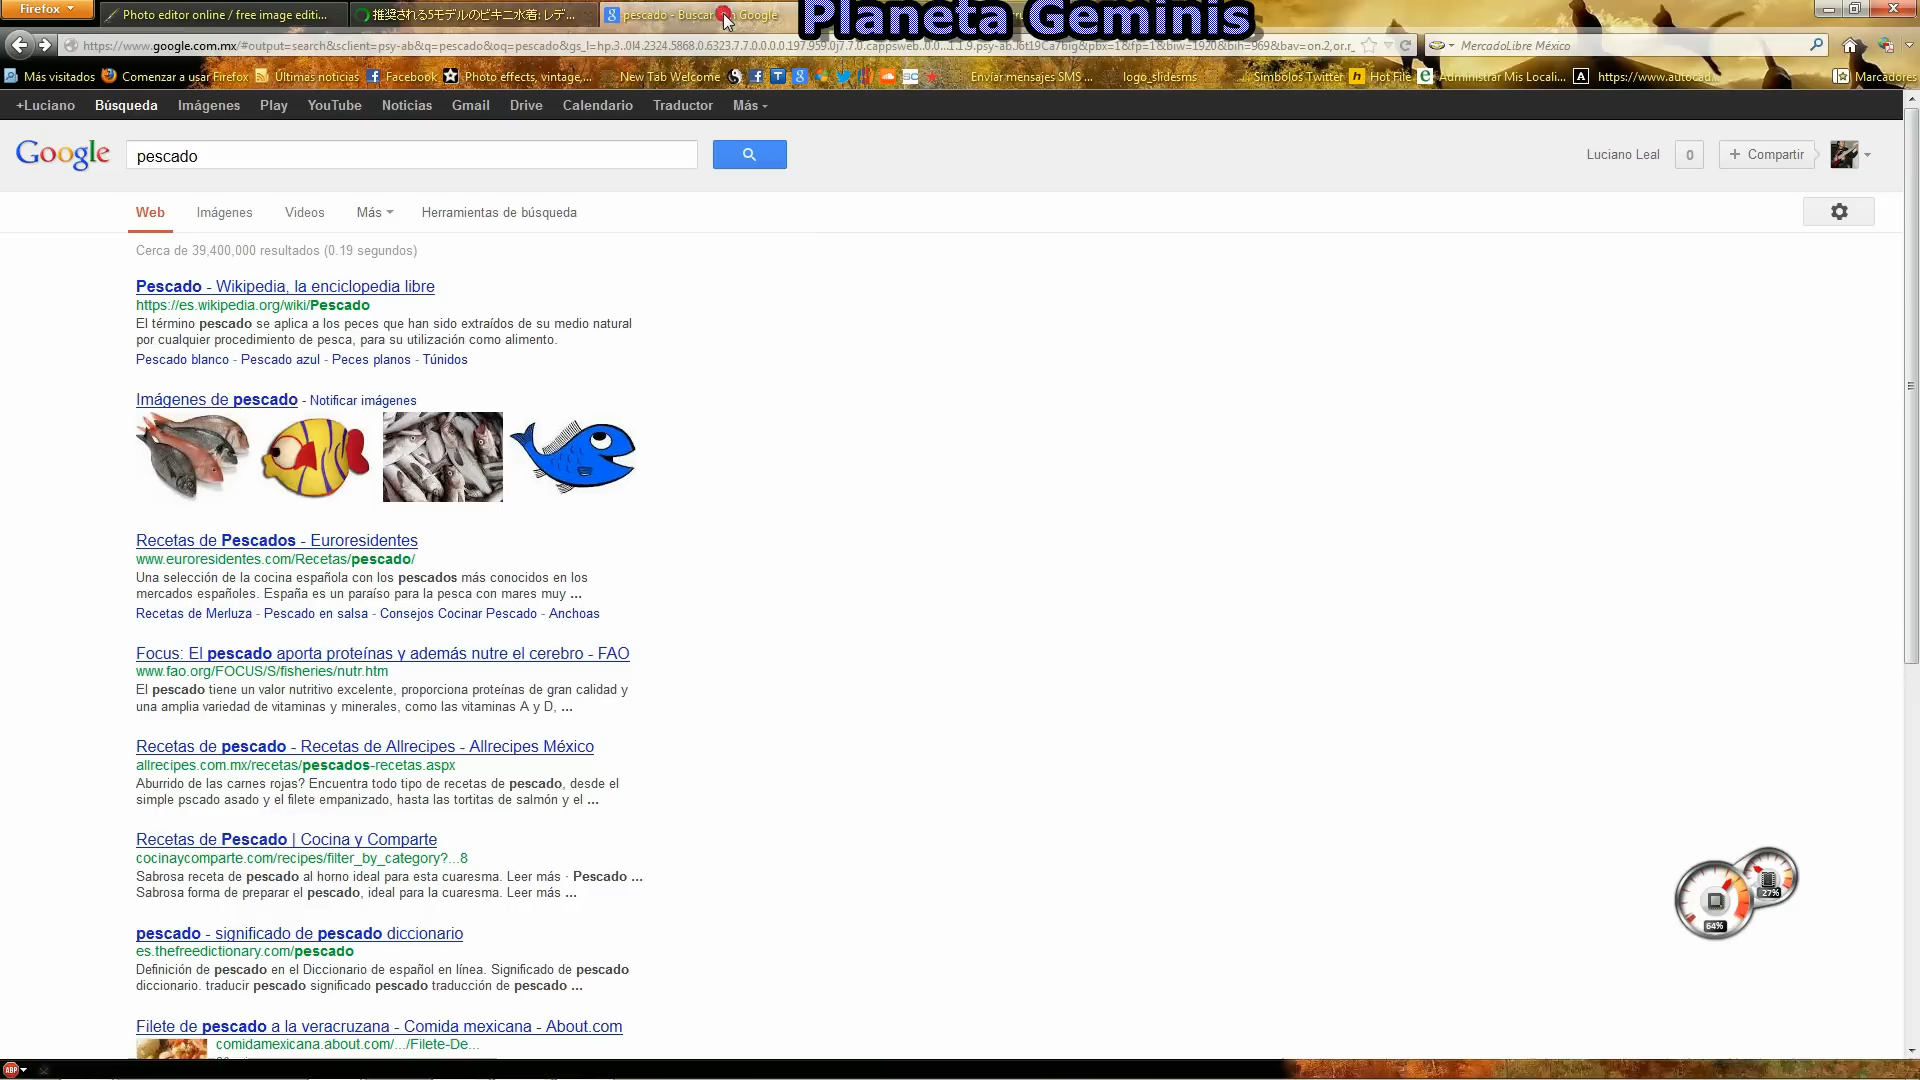 Firefox
Photo editor online / free image editi...
推奨される5モデルのビキニ水着: レデ...
pescado - Buscar n Google
Planeta Geminis
MercadoLibre México
Más visitados
Comenzar a usar Firefox
Últimas noticias
Facebook
Photo effects, vintage,...
New Tab Welcome
Enviar mensajes SMS ...
logo_slidesms
Símbolos Twitter
Hot File
Administrar Mis Locali...
https://www.autocad...
Marcadores
+Luciano Búsqueda Imágenes Play YouTube Noticias Gmail Drive Calendario Traductor Más
Google
pescado
Luciano Leal
0
+ Compartir
Web Imágenes Videos Más Herramientas de búsqueda
Cerca de 39,400,000 resultados (0.19 segundos)
Pescado - Wikipedia, la enciclopedia libre
https://es.wikipedia.org/wiki/Pescado
El término pescado se aplica a los peces que han sido extraídos de su medio natural
por cualquier procedimiento de pesca, para su utilización como alimento.
Pescado blanco - Pescado azul - Peces planos - Túnidos
Imágenes de pescado - Notificar imágenes
Recetas de Pescados - Euroresidentes
www.euroresidentes.com/Recetas/pescado/
Una selección de la cocina española con los pescados más conocidos en los
mercados españoles. España es un paraíso para la pesca con mares muy ...
Recetas de Merluza - Pescado en salsa - Consejos Cocinar Pescado - Anchoas
Focus: El pescado aporta proteínas y además nutre el cerebro - FAO
www.fao.org/FOCUS/S/fisheries/nutr.htm
El pescado tiene un valor nutritivo excelente, proporciona proteínas de gran calidad y
una amplia variedad de vitaminas y minerales, como las vitaminas A y D, ...
Recetas de pescado - Recetas de Allrecipes - Allrecipes México
allrecipes.com.mx/recetas/pescados-recetas.aspx
Aburrido de las carnes rojas? Encuentra todo tipo de recetas de pescado, desde el
simple pscado asado y el filete empanizado, hasta las tortitas de salmón y el ...
Recetas de Pescado | Cocina y Comparte
cocinaycomparte.com/recipes/filter_by_category?...8
Sabrosa receta de pescado al horno ideal para esta cuaresma. Leer más · Pescado ...
Sabrosa forma de preparar el pescado, ideal para la cuaresma. Leer más ...
pescado - significado de pescado diccionario
es.thefreedictionary.com/pescado
Definición de pescado en el Diccionario de español en línea. Significado de pescado
diccionario. traducir pescado significado pescado traducción de pescado ...
Filete de pescado a la veracruzana - Comida mexicana - About.com
comidamexicana.about.com/.../Filete-De...
27%
64%
ABP